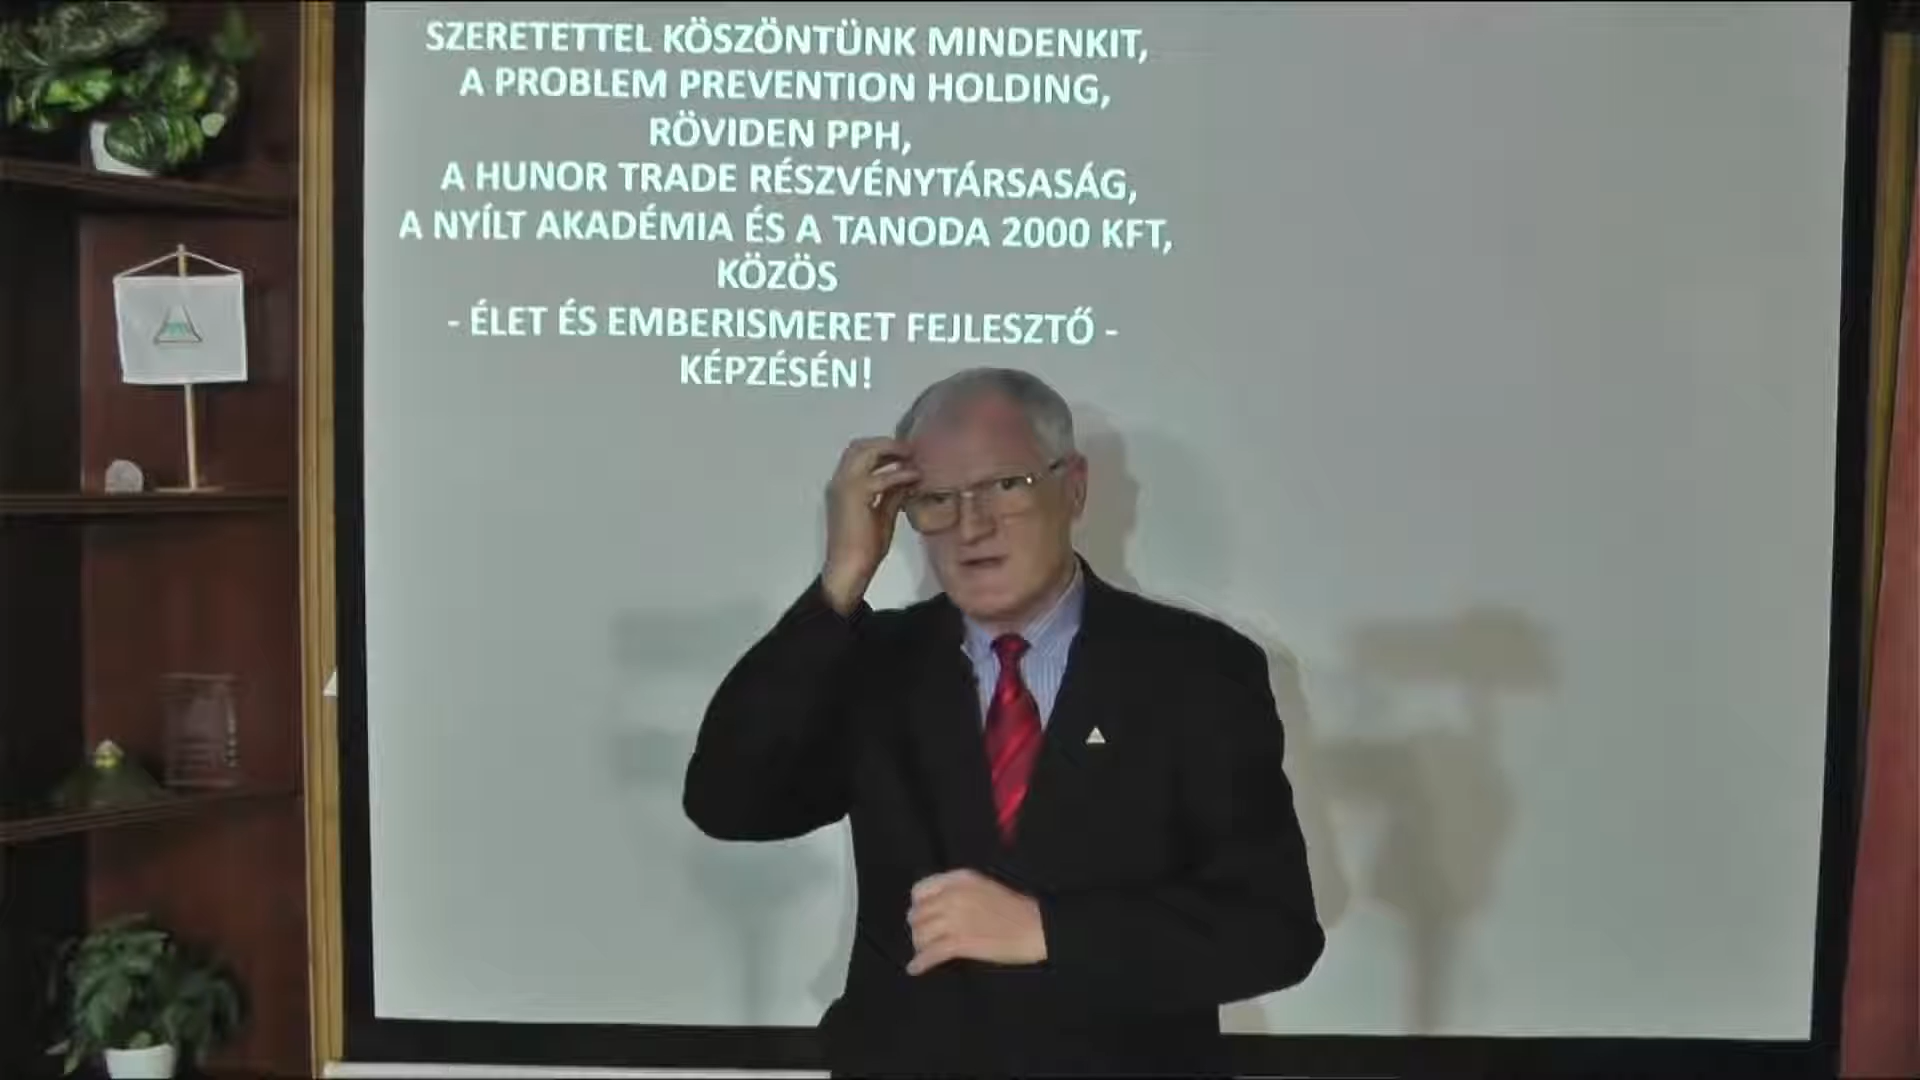 SZERETETTEL KÖSZÖNTÜNK MINDENKIT,
A PROBLEM PREVENTION HOLDING,
RÖVIDEN PPH,
A HUNOR TRADE RÉSZVÉNYTÁRSASÁG,
A NYÍLT AKADÉMIA ÉS A TANODA 2000 KFT,
KÖZÖS
- ÉLET ÉS EMBERISMERET FEJLESZTŐ -
KÉPZÉSÉN!